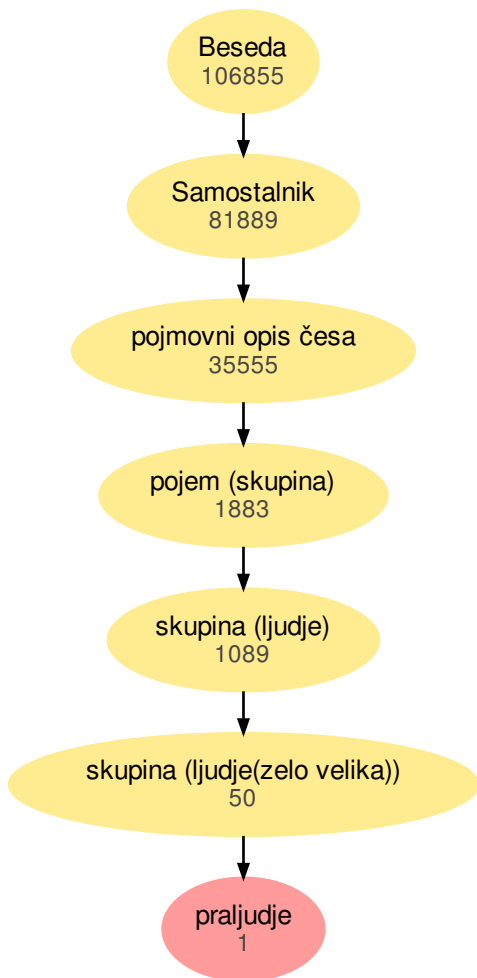 Beseda
106855
Samostalnik
81889
pojmovni opis česa
35555
pojem (skupina)
1883
skupina (ljudje)
1089
skupina (ljudje(zelo velika))
50
praljudje
1